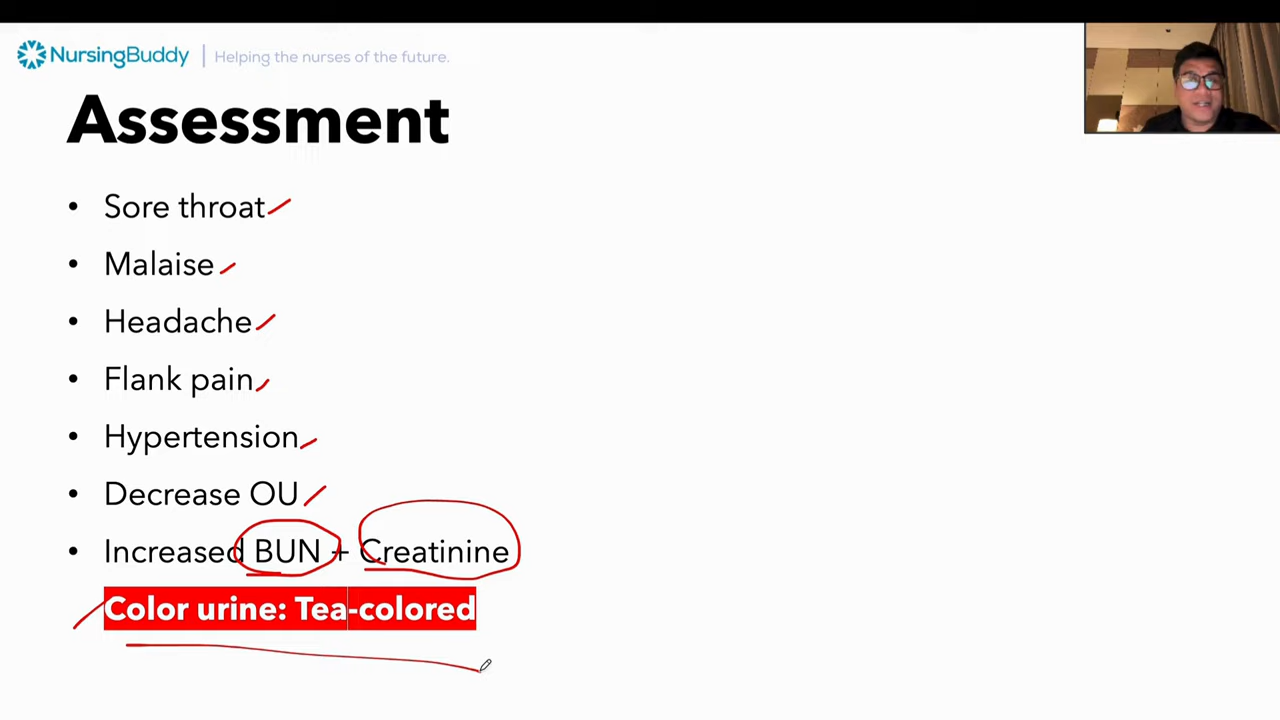 NursingBuddy | Helping the nurses of the future.
Assessment
• Sore throat
• Malaise
• Headache
• Flank pain
• Hypertension
• Decrease OU
• Increased BUN + Creatinine
Color urine: Tea-colored